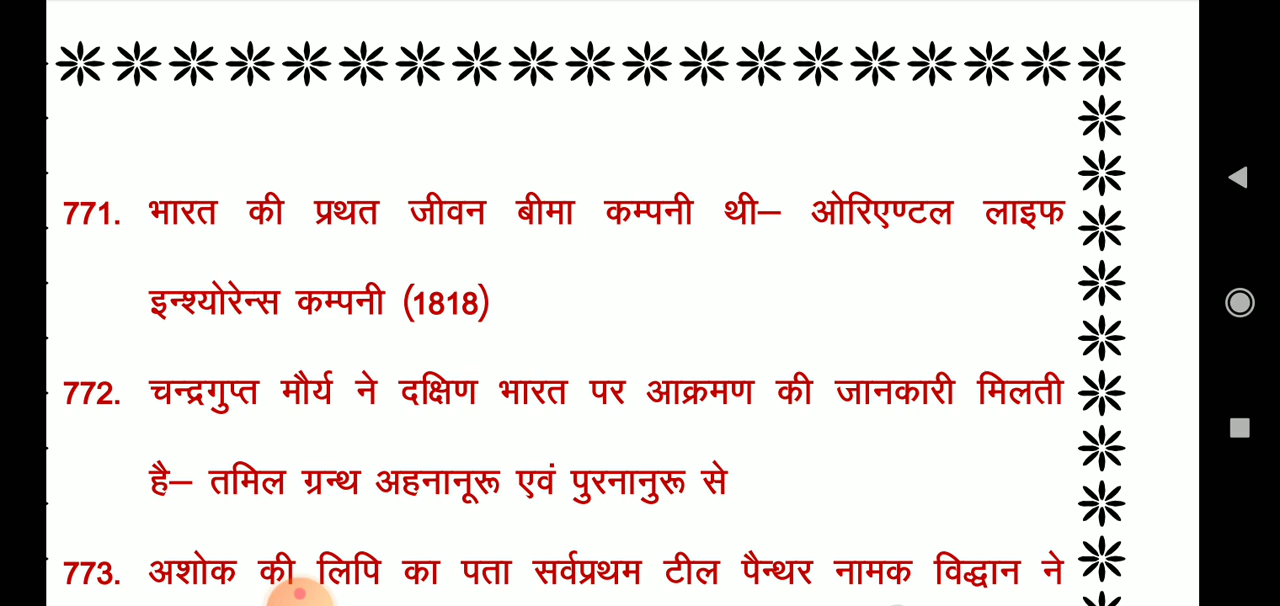 771. भारत की प्रथत जीवन बीमा कम्पनी थी– ओरिएण्टल लाइफ
इन्श्योरेन्स कम्पनी (1818)
772. चन्द्रगुप्त मौर्य ने दक्षिण भारत पर आक्रमण की जानकारी मिलती
है– तमिल ग्रन्थ अहनानूरू एवं पुरनानुरू से
773. अशोक की लिपि का पता सर्वप्रथम टील पैन्थर नामक विद्धान ने